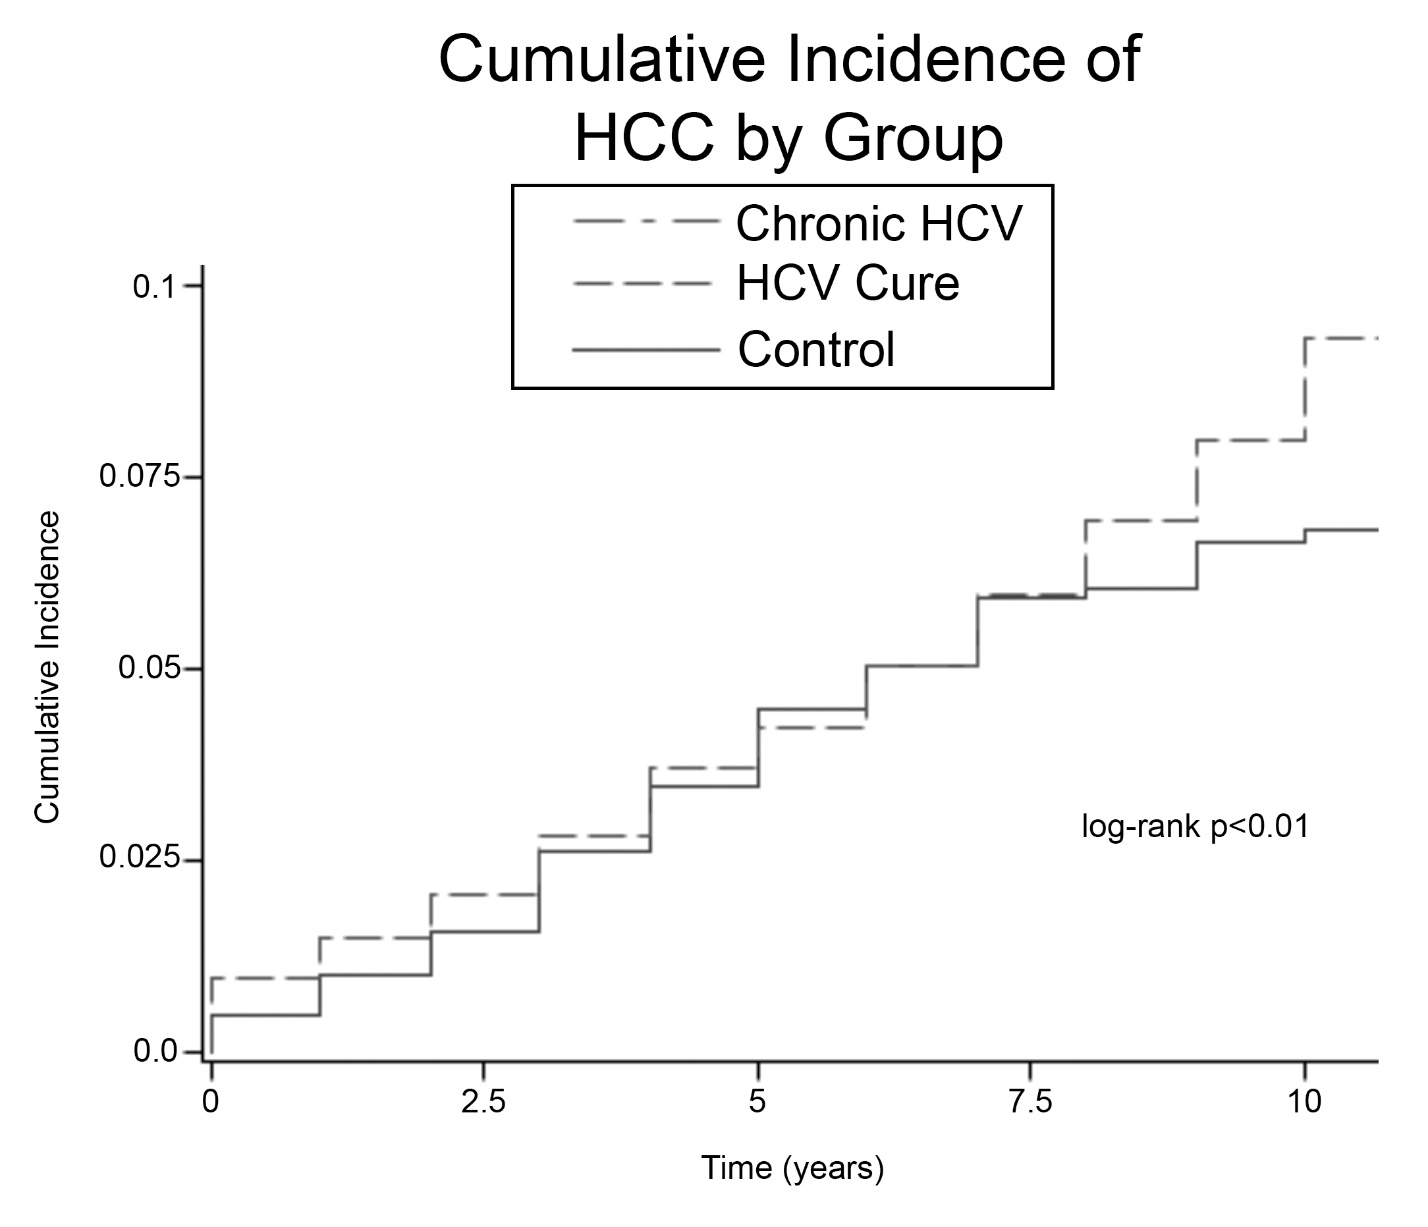 Cumulative Incidence of
HCC by Group
Chronic HCV
HCV Cure
Control
0.1
0.075
0.05
0.025
0.0
Cumulative Incidence
log-rank p<0.01
0 2.5 5 7.5 10
Time (years)